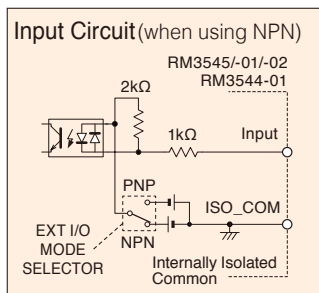 Input Circuit (when using NPN)
RM3545/-01/-02
RM3544-01
2kΩ
1kΩ
Input
PNP
ISO_COM
EXT I/O
MODE
SELECTOR
NPN
Internally Isolated
Common